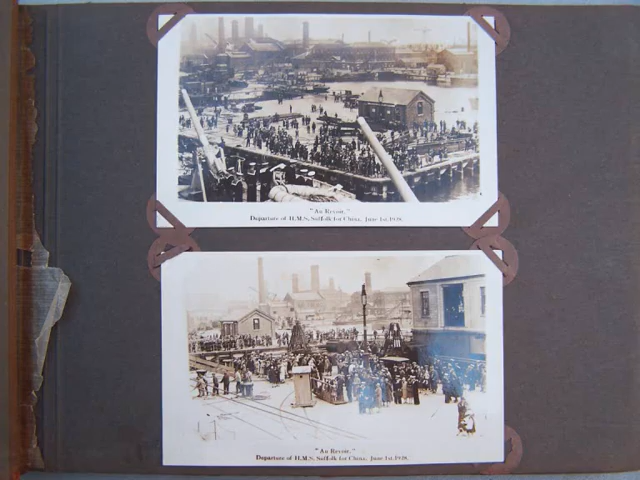 "Au Revoir."
Departure of H.M.S. Suffolk for China. June 1st.1928.
"Au Revoir."
Departure of H.M.S. Suffolk for China. June 1st.1928.